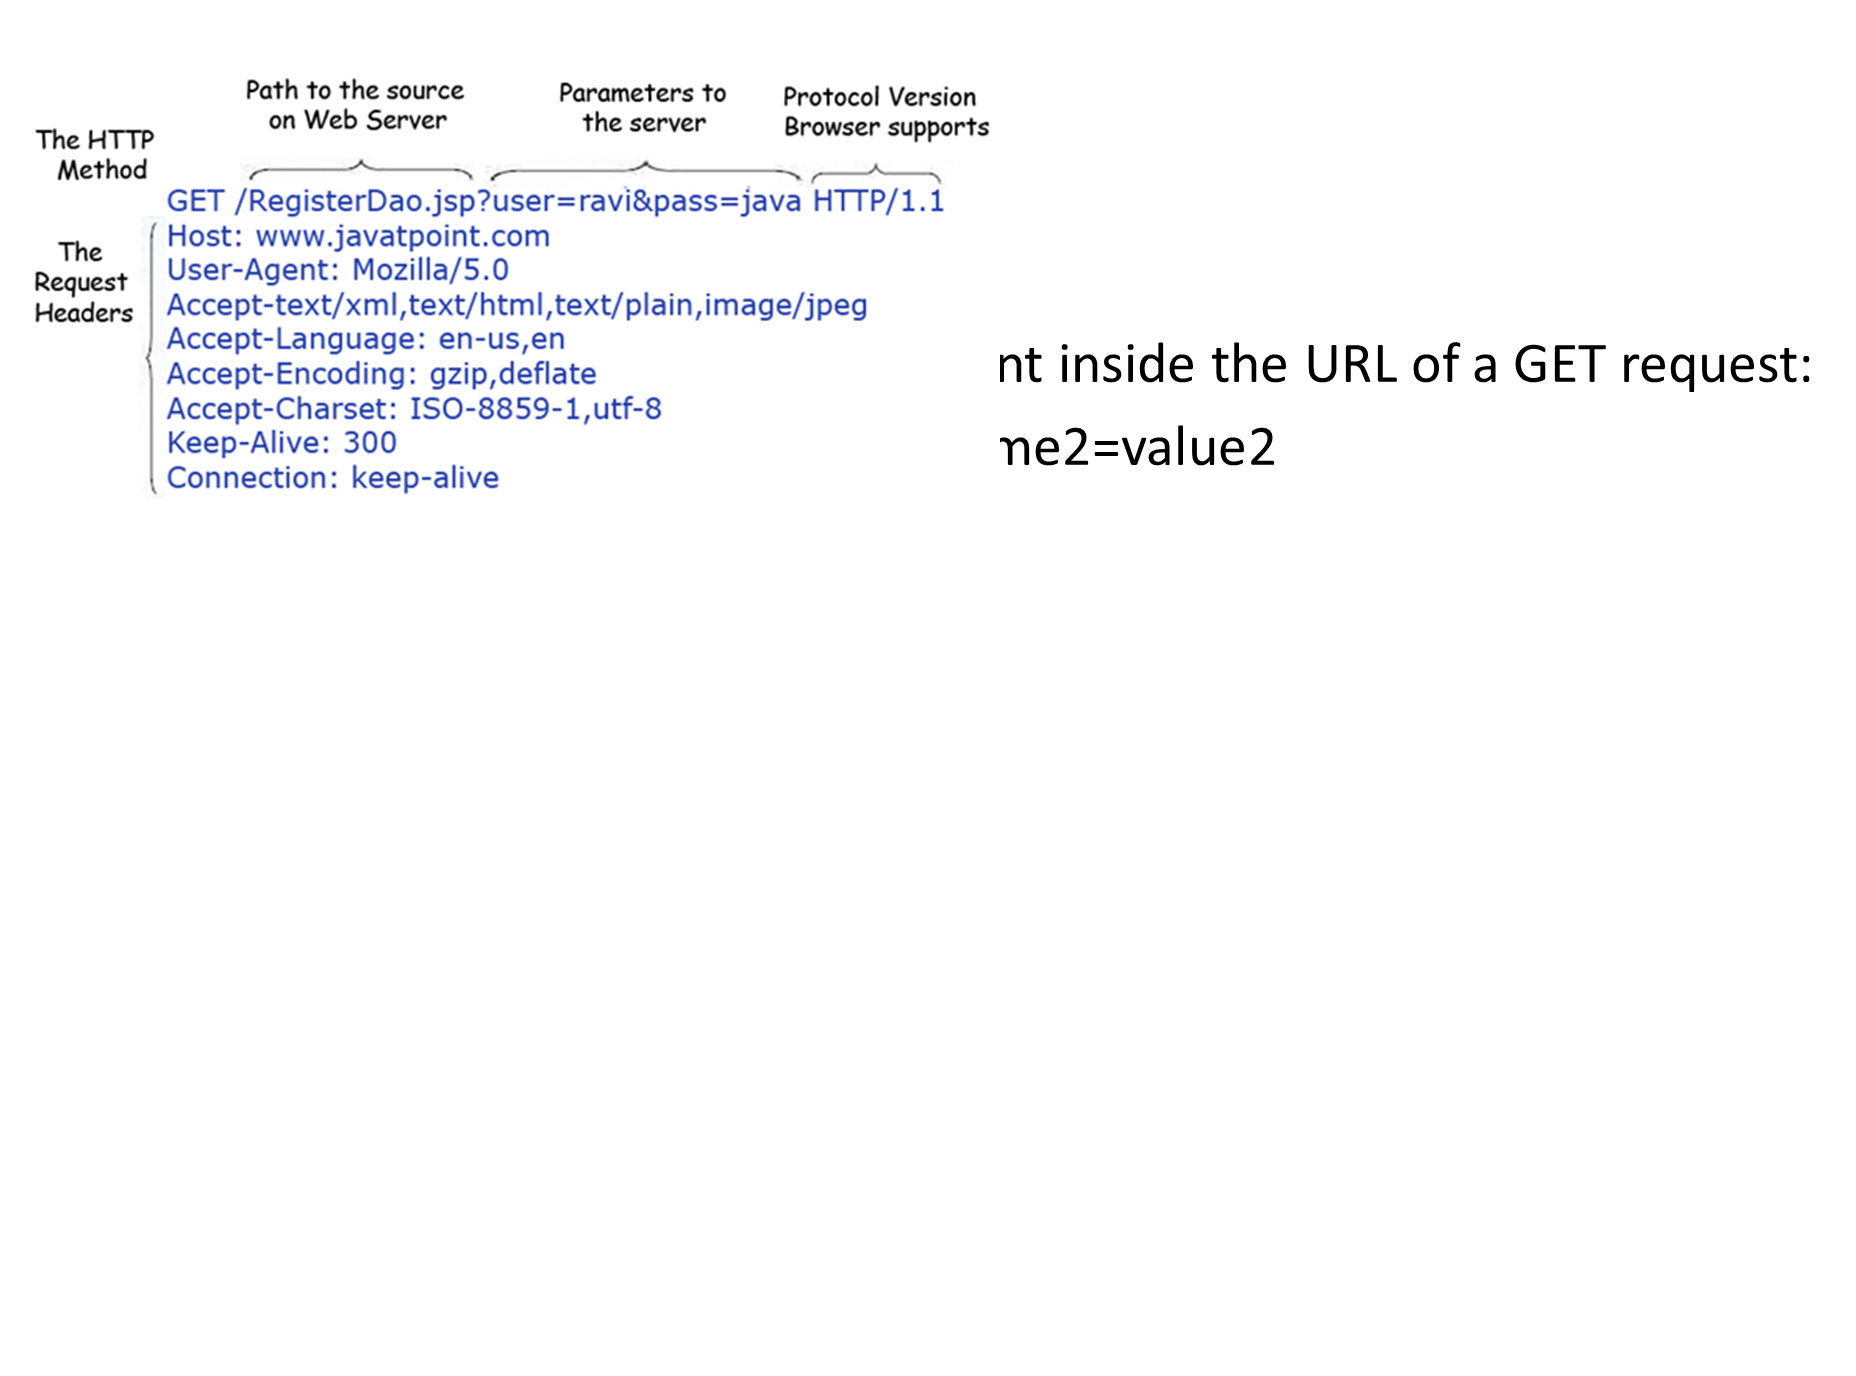 Path to the source
on Web Server
Parameters to
the server
Protocol Version
Browser supports
The HTTP
Method
GET /RegisterDao.jsp?user=ravi&pass=java HTTP/1.1
The
Request
Headers
Host: www.javatpoint.com
User-Agent: Mozilla/5.0
Accept-text/xml,text/html,text/plain,image/jpeg
Accept-Language: en-us,en
Accept-Encoding: gzip,deflate
Accept-Charset: ISO-8859-1,utf-8
Keep-Alive: 300
Connection: keep-alive
nt inside the URL of a GET request:
me2=value2